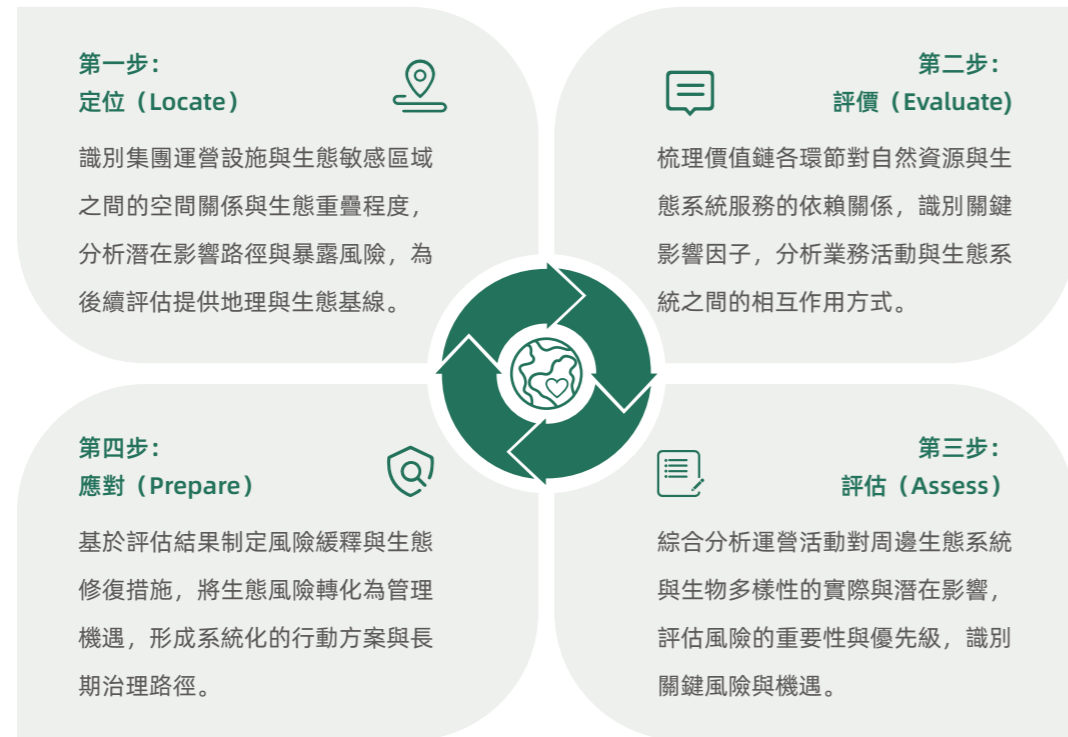 第一步：
定位（Locate）
識別集團運營設施與生態敏感區域
之間的空間關係與生態重疊程度，
分析潛在影響路徑與暴露風險，為
後續評估提供地理與生態基線。
第二步：
評價（Evaluate)
梳理價值鏈各環節對自然資源與生
態系統服務的依賴關係，識別關鍵
影響因子，分析業務活動與生態系
統之間的相互作用方式。
第三步：
評估（Assess）
綜合分析運營活動對周邊生態系統
與生物多樣性的實際與潛在影響，
評估風險的重要性與優先級，識別
關鍵風險與機遇。
第四步：
應對（Prepare）
基於評估結果制定風險緩釋與生態
修復措施，將生態風險轉化為管理
機遇，形成系統化的行動方案與長
期治理路徑。